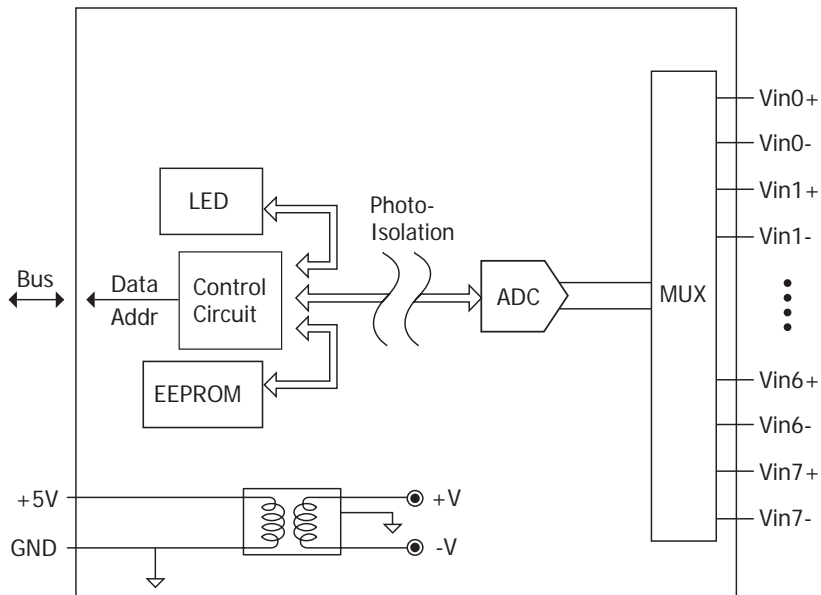 Vin0+
Vin0-
Vin1+
Vin1-
LED
Photo-
Isolation
Bus
Data
Addr
Control
Circuit
ADC
MUX
EEPROM
Vin6+
Vin6-
Vin7+
Vin7-
+5V
+V
GND
-V